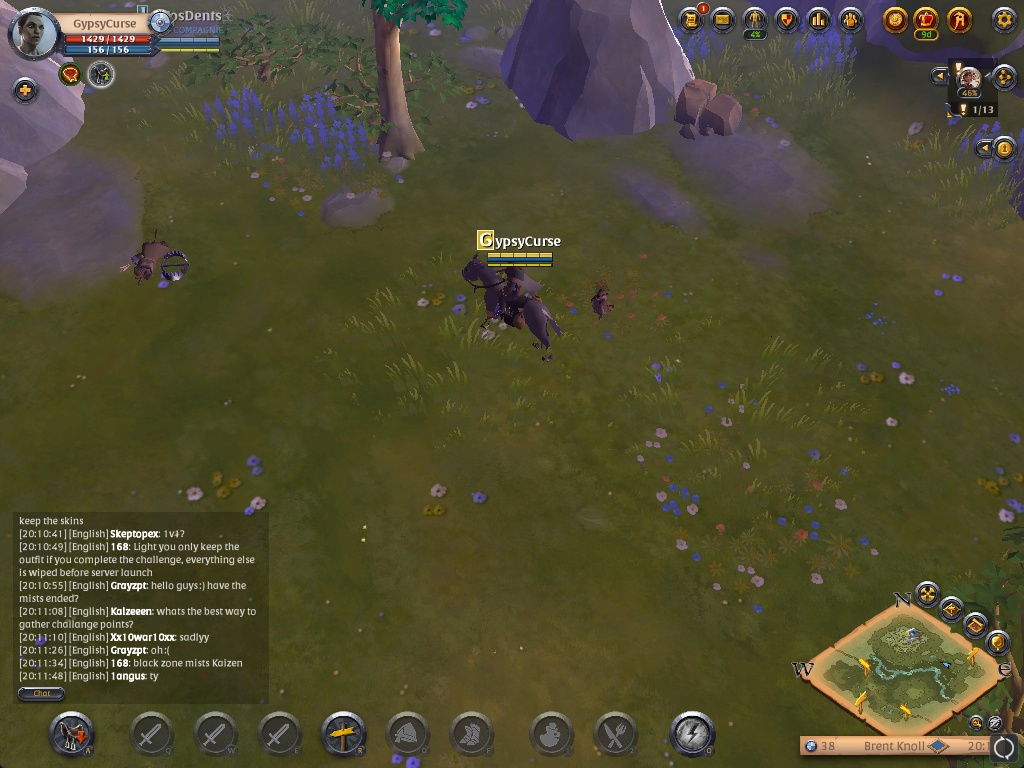 GypsyCurse
osDents
COMPAGNIE
1429 / 1429
156 / 156
1
4%
9d
46%
1/13
GypsyCurse
keep the skins
[20:10:41] [English] Skeptopex: 1v1?
[20:10:49] [English] 168: Light you only keep the
outfit if you complete the challenge, everything else
is wiped before server launch
[20:10:55] [English] Grayzpt: hello guys:) have the
mists ended?
[20:11:08] [English] Kaizeeen: whats the best way to
gather challange points?
[20:11:10] [English] Xx10war10xx: sadlyy
[20:11:26] [English] Grayzpt: oh:(
[20:11:34] [English] 168: black zone mists Kaizen
[20:11:48] [English] 1angus: ty
Chat
A
Q
W
E
R
D
F
N
W
e
38
Brent Knoll
20: